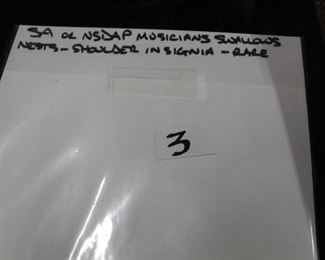 SA or NSDAP MUSICIANS SWALLOWS
NESTS - SHOULDER INSIGNIA - RARE
3